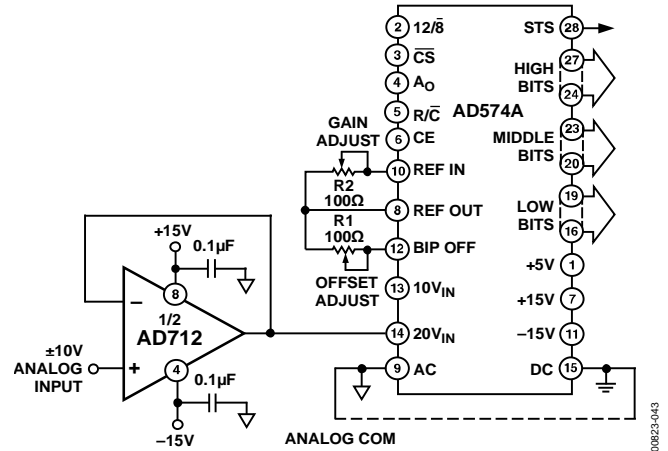 2 12/8̅
3 C̅S̅
4 AO
5 R/C̅
6 CE
GAIN
ADJUST
10 REF IN
R2
100Ω
8 REF OUT
R1
100Ω
12 BIP OFF
OFFSET
ADJUST
13 10VIN
14 20VIN
9 AC
AD574A
STS 28
27
HIGH
BITS
24
23
MIDDLE
BITS
20
19
LOW
BITS
16
+5V 1
+15V 7
–15V 11
DC 15
+15V
0.1µF
8
–
1/2
AD712
±10V
ANALOG
INPUT
+
4
0.1µF
–15V
ANALOG COM
00823-043